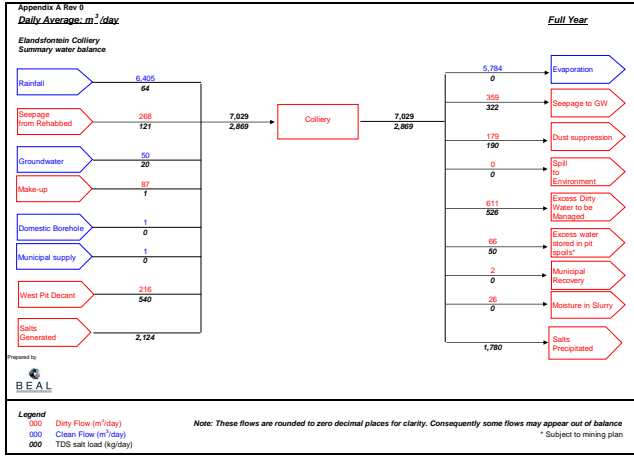 Appendix A Rev 0
Daily Average: m³/day
Full Year
Elandsfontein Colliery
Summary water balance
Rainfall
6,405
64
Seepage
from Rehabbed
268
121
Groundwater
50
20
Make-up
87
1
Domestic Borehole
1
0
Municipal supply
1
0
West Pit Decant
216
540
Salts
Generated
2,124
7,029
2,869
Colliery
7,029
2,869
5,784
0
Evaporation
359
322
Seepage to GW
179
190
Dust suppression
0
0
Spill
to
Environment
611
526
Excess Dirty
Water to be
Managed
66
50
Excess water
stored in pit
spoils*
2
0
Municipal
Recovery
26
0
Moisture in Slurry
1,780
Salts
Precipitated
Prepared by
BEAL
Legend
000 Dirty Flow (m³/day)
000 Clean Flow (m³/day)
000 TDS salt load (kg/day)
Note: These flows are rounded to zero decimal places for clarity. Consequently some flows may appear out of balance
* Subject to mining plan